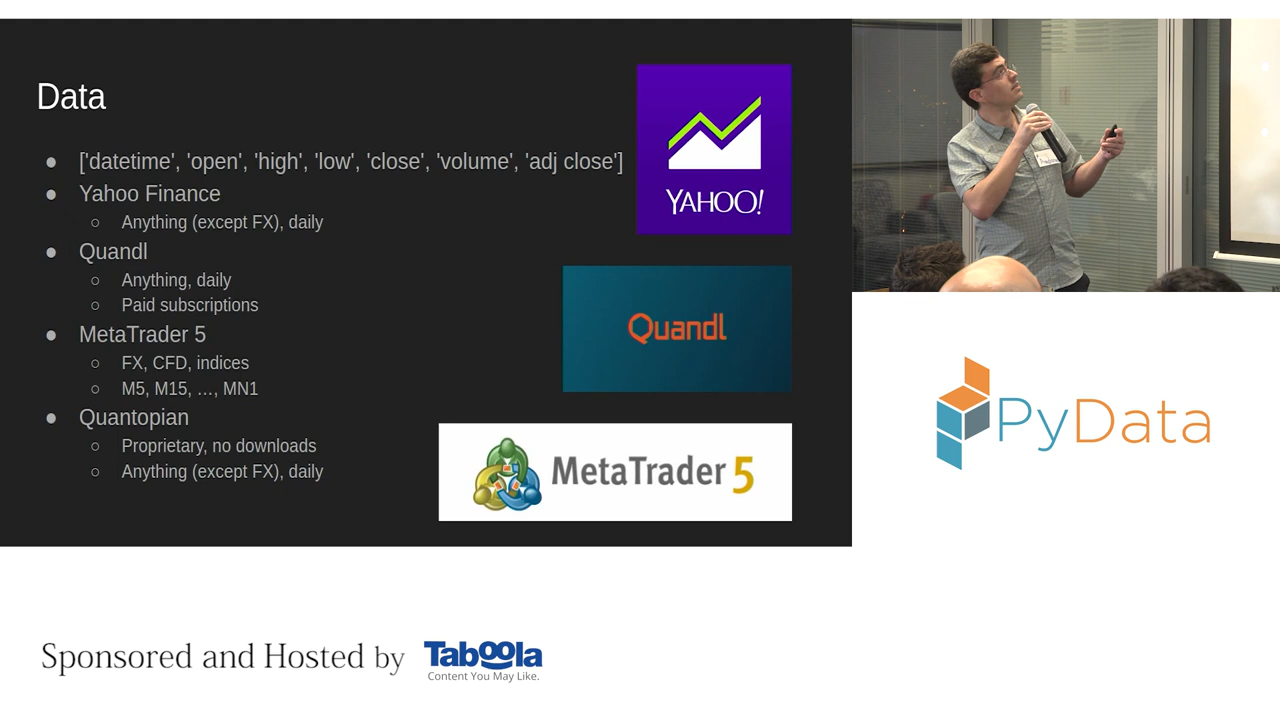 Data
● ['datetime', 'open', 'high', 'low', 'close', 'volume', 'adj close']
● Yahoo Finance
○ Anything (except FX), daily
● Quandl
○ Anything, daily
○ Paid subscriptions
● MetaTrader 5
○ FX, CFD, indices
○ M5, M15, …, MN1
● Quantopian
○ Proprietary, no downloads
○ Anything (except FX), daily
YAHOO!
Quandl
MetaTrader 5
PyData
Sponsored and Hosted by Taboola
Content You May Like.